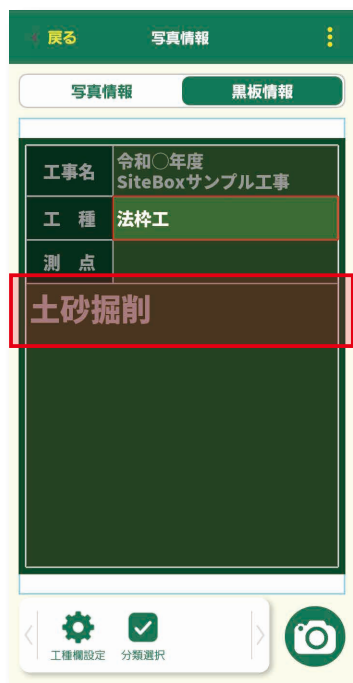 戻る
写真情報
写真情報
黒板情報
工事名
令和○年度
SiteBoxサンプル工事
工 種
法枠工
測 点
土砂掘削
工種欄設定
分類選択